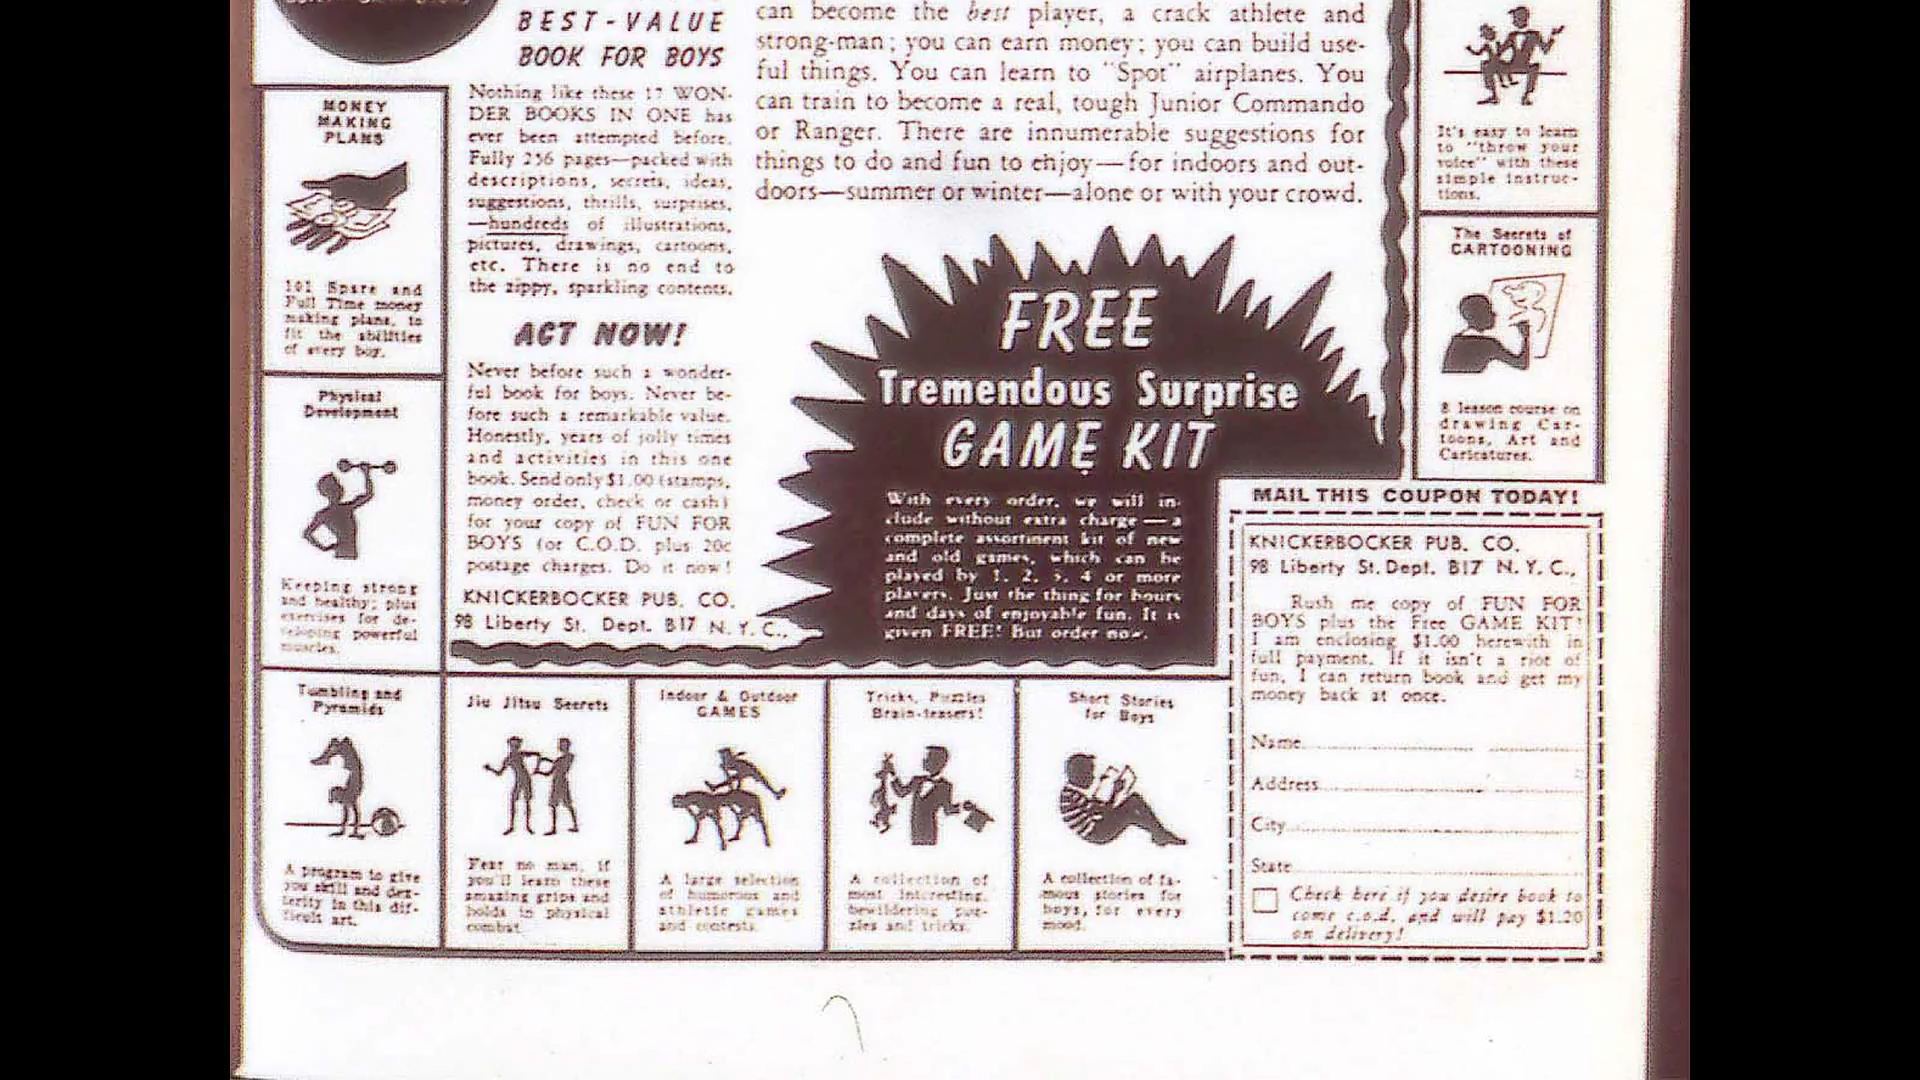 BEST-VALUE
BOOK FOR BOYS
Nothing like these 17 WON-
DER BOOKS IN ONE has
ever been attempted before.
Fully 256 pages—packed with
descriptions, secrets, ideas,
suggestions, thrills, surprises,
—hundreds of illustrations,
pictures, drawings, cartoons,
etc. There is no end to
the zippy, sparkling contents.
ACT NOW!
Never before such a wonder-
ful book for boys. Never be-
fore such a remarkable value.
Honestly, years of jolly times
and activities in this one
book. Send only $1.00 (stamps,
money order, check or cash)
for your copy of FUN FOR
BOYS (or C.O.D. plus 20c
postage charges. Do it now!
KNICKERBOCKER PUB. CO.
98 Liberty St. Dept. B17 N. Y. C.,
can become the best player, a crack athlete and
strong-man; you can earn money; you can build use-
ful things. You can learn to "Spot" airplanes. You
can train to become a real, tough Junior Commando
or Ranger. There are innumerable suggestions for
things to do and fun to enjoy—for indoors and out-
doors—summer or winter—alone or with your crowd.
FREE
Tremendous Surprise
GAME KIT
With every order, we will in-
clude without extra charge—a
complete assortment kit of new
and old games, which can be
played by 1, 2, 3, 4 or more
players. Just the thing for hours
and days of enjoyable fun. It is
given FREE! But order now.
MONEY
MAKING
PLANS
101 Spare and
Full Time money
making plans, to
fit the abilities
of every boy.
Physical
Development
Keeping strong
and healthy; plus
exercises for de-
veloping powerful
muscles.
Tumbling and
Pyramids
A program to give
you skill and dex-
terity in this dif-
ficult art.
Jiu Jitsu Secrets
Fear no man, if
you'll learn these
amazing grips and
holds in physical
combat.
Indoor & Outdoor
GAMES
A large selection
of humorous and
athletic games
and contests.
Tricks, Puzzles
Brain-teasers!
A collection of
most interesting,
bewildering puz-
zles and tricks.
Short Stories
for Boys
A collection of fa-
mous stories for
boys, for every
mood.
It's easy to learn
to "throw your
voice" with these
simple instruc-
tions.
The Secrets of
CARTOONING
8 lesson course on
drawing Car-
toons, Art and
Caricatures.
MAIL THIS COUPON TODAY!
KNICKERBOCKER PUB. CO.
98 Liberty St. Dept. B17 N. Y. C.,
Rush me copy of FUN FOR
BOYS plus the Free GAME KIT!
I am enclosing $1.00 herewith in
full payment. If it isn't a riot of
fun, I can return book and get my
money back at once.
Name
Address
City
State
Check here if you desire book to
come c.o.d. and will pay $1.20
on delivery!